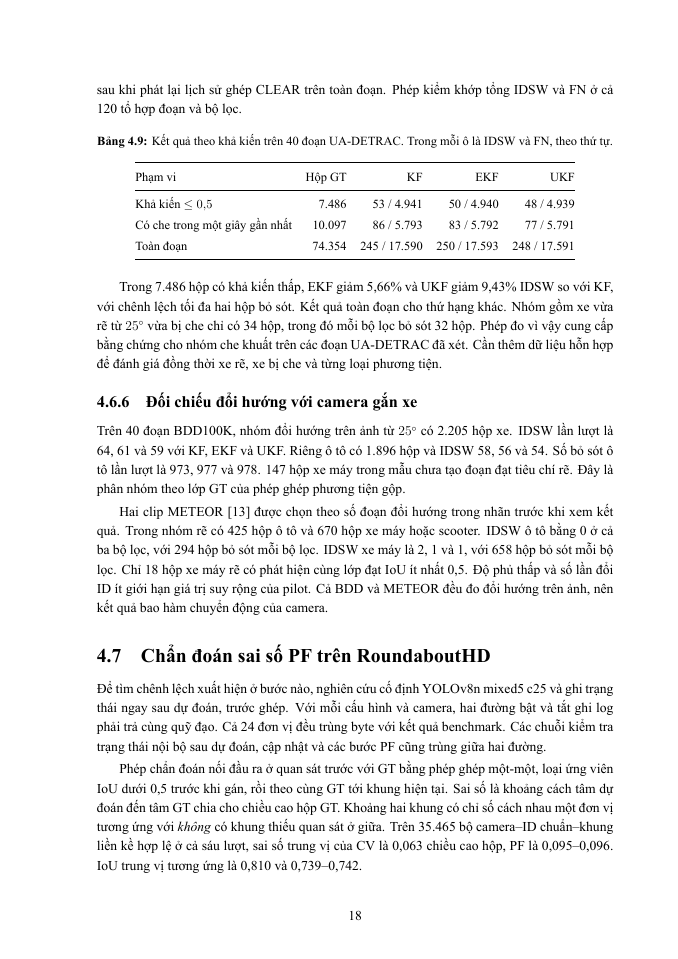 sau khi phát lại lịch sử ghép CLEAR trên toàn đoạn. Phép kiểm khớp tổng IDSW và FN ở cả
120 tổ hợp đoạn và bộ lọc.
Bảng 4.9: Kết quả theo khả kiến trên 40 đoạn UA-DETRAC. Trong mỗi ô là IDSW và FN, theo thứ tự.
Phạm vi Hộp GT KF EKF UKF
Khả kiến ≤ 0,5 7.486 53 / 4.941 50 / 4.940 48 / 4.939
Có che trong một giây gần nhất 10.097 86 / 5.793 83 / 5.792 77 / 5.791
Toàn đoạn 74.354 245 / 17.590 250 / 17.593 248 / 17.591
Trong 7.486 hộp có khả kiến thấp, EKF giảm 5,66% và UKF giảm 9,43% IDSW so với KF,
với chênh lệch tối đa hai hộp bỏ sót. Kết quả toàn đoạn cho thứ hạng khác. Nhóm gồm xe vừa
rẽ từ 25° vừa bị che chỉ có 34 hộp, trong đó mỗi bộ lọc bỏ sót 32 hộp. Phép đo vì vậy cung cấp
bằng chứng cho nhóm che khuất trên các đoạn UA-DETRAC đã xét. Cần thêm dữ liệu hỗn hợp
để đánh giá đồng thời xe rẽ, xe bị che và từng loại phương tiện.
4.6.6 Đối chiếu đổi hướng với camera gắn xe
Trên 40 đoạn BDD100K, nhóm đổi hướng trên ảnh từ 25° có 2.205 hộp xe. IDSW lần lượt là
64, 61 và 59 với KF, EKF và UKF. Riêng ô tô có 1.896 hộp và IDSW 58, 56 và 54. Số bỏ sót ô
tô lần lượt là 973, 977 và 978. 147 hộp xe máy trong mẫu chưa tạo đoạn đạt tiêu chí rẽ. Đây là
phân nhóm theo lớp GT của phép ghép phương tiện gộp.
Hai clip METEOR [13] được chọn theo số đoạn đổi hướng trong nhãn trước khi xem kết
quả. Trong nhóm rẽ có 425 hộp ô tô và 670 hộp xe máy hoặc scooter. IDSW ô tô bằng 0 ở cả
ba bộ lọc, với 294 hộp bỏ sót mỗi bộ lọc. IDSW xe máy là 2, 1 và 1, với 658 hộp bỏ sót mỗi bộ
lọc. Chỉ 18 hộp xe máy rẽ có phát hiện cùng lớp đạt IoU ít nhất 0,5. Độ phủ thấp và số lần đổi
ID ít giới hạn giá trị suy rộng của pilot. Cả BDD và METEOR đều đo đổi hướng trên ảnh, nên
kết quả bao hàm chuyển động của camera.
4.7 Chẩn đoán sai số PF trên RoundaboutHD
Để tìm chênh lệch xuất hiện ở bước nào, nghiên cứu cố định YOLOv8n mixed5 c25 và ghi trạng
thái ngay sau dự đoán, trước ghép. Với mỗi cấu hình và camera, hai đường bật và tắt ghi log
phải trả cùng quỹ đạo. Cả 24 đơn vị đều trùng byte với kết quả benchmark. Các chuỗi kiểm tra
trạng thái nội bộ sau dự đoán, cập nhật và các bước PF cũng trùng giữa hai đường.
Phép chẩn đoán nối đầu ra ở quan sát trước với GT bằng phép ghép một-một, loại ứng viên
IoU dưới 0,5 trước khi gán, rồi theo cùng GT tới khung hiện tại. Sai số là khoảng cách tâm dự
đoán đến tâm GT chia cho chiều cao hộp GT. Khoảng hai khung có chỉ số cách nhau một đơn vị
tương ứng với không có khung thiếu quan sát ở giữa. Trên 35.465 bộ camera–ID chuẩn–khung
liền kề hợp lệ ở cả sáu lượt, sai số trung vị của CV là 0,063 chiều cao hộp, PF là 0,095–0,096.
IoU trung vị tương ứng là 0,810 và 0,739–0,742.
18